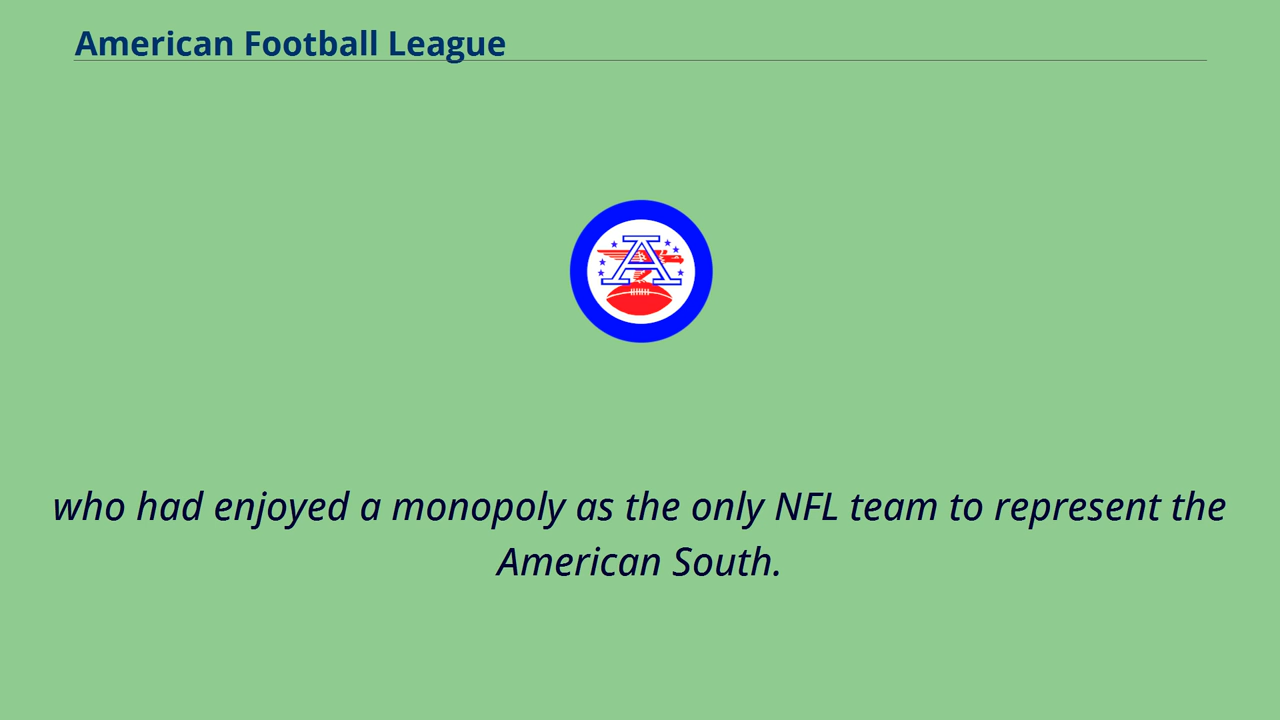 American Football League
A
who had enjoyed a monopoly as the only NFL team to represent the
American South.